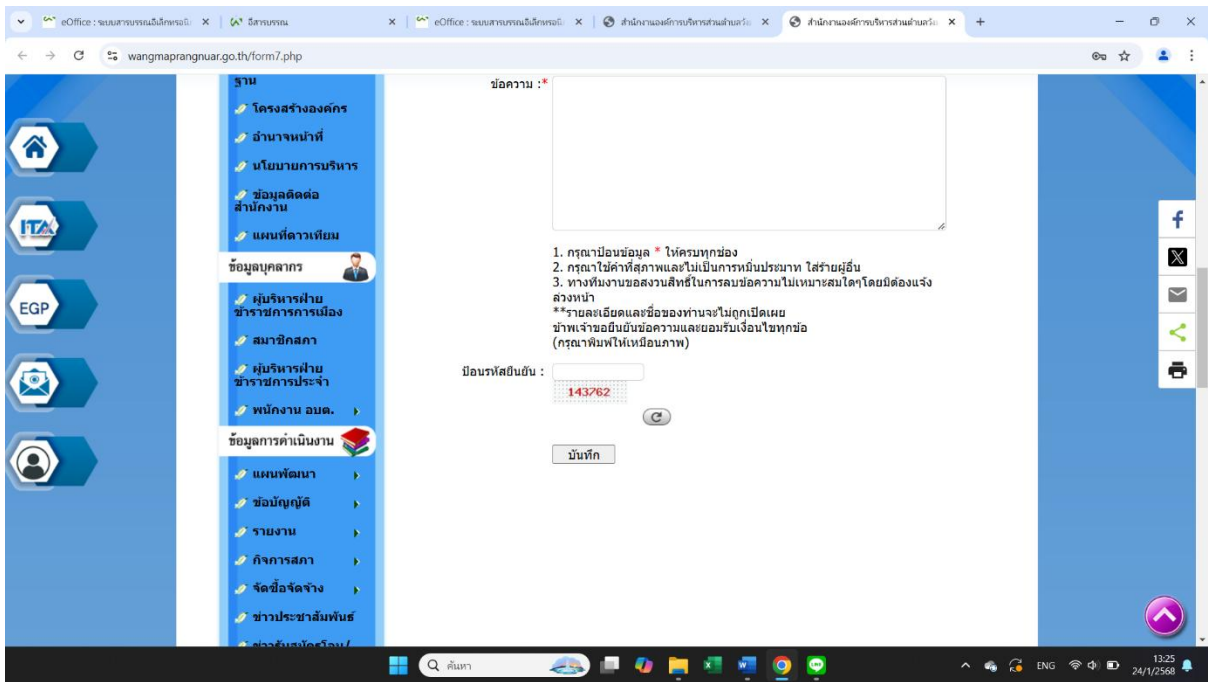 eOffice : ระบบสารบรรณอิเล็กทรอนิ
อีสารบรรณ
eOffice : ระบบสารบรรณอิเล็กทรอนิ
สำนักงานองค์การบริหารส่วนตำบลวัง
สำนักงานองค์การบริหารส่วนตำบลวัง
wangmaprangnuar.go.th/form7.php
ฐาน
โครงสร้างองค์กร
อำนาจหน้าที่
นโยบายการบริหาร
ข้อมูลติดต่อ
สำนักงาน
แผนที่ดาวเทียม
ข้อมูลบุคลากร
ผู้บริหารฝ่าย
ข้าราชการการเมือง
สมาชิกสภา
ผู้บริหารฝ่าย
ข้าราชการประจำ
พนักงาน อบต.
ข้อมูลการดำเนินงาน
แผนพัฒนา
ข้อบัญญัติ
รายงาน
กิจการสภา
จัดซื้อจัดจ้าง
ข่าวประชาสัมพันธ์
ข่าวรับสมัครโอน/
ITA
EGP
ข้อความ :*
1. กรุณาป้อนข้อมูล * ให้ครบทุกช่อง
2. กรุณาใช้คำที่สุภาพและไม่เป็นการหมิ่นประมาท ใส่ร้ายผู้อื่น
3. ทางทีมงานขอสงวนสิทธิ์ในการลบข้อความไม่เหมาะสมใดๆโดยมิต้องแจ้ง
ล่วงหน้า
**รายละเอียดและชื่อของท่านจะไม่ถูกเปิดเผย
ข้าพเจ้าขอยืนยันข้อความและยอมรับเงื่อนไขทุกข้อ
(กรุณาพิมพ์ให้เหมือนภาพ)
ป้อนรหัสยืนยัน :
143762
บันทึก
ค้นหา
ENG
13:25
24/1/2568